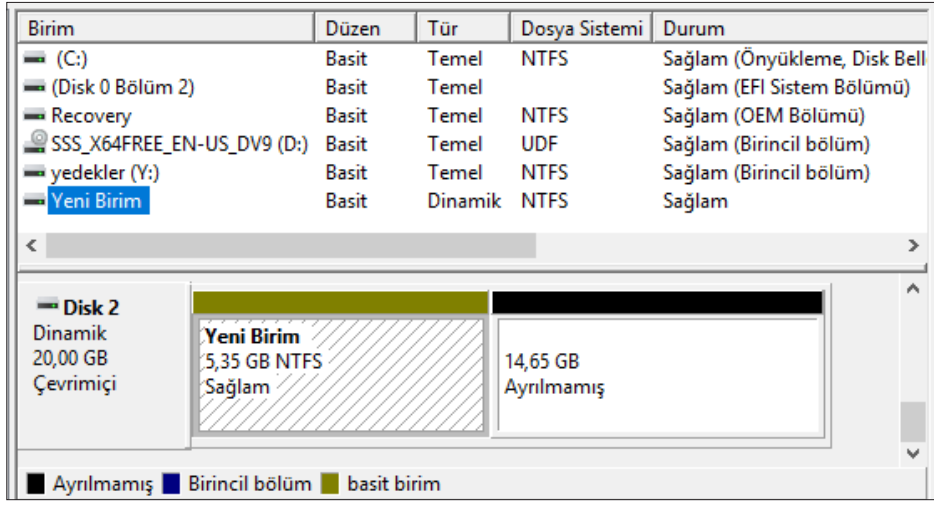 Birim Düzen Tür Dosya Sistemi Durum
(C:) Basit Temel NTFS Sağlam (Önyükleme, Disk Bell
(Disk 0 Bölüm 2) Basit Temel Sağlam (EFI Sistem Bölümü)
Recovery Basit Temel NTFS Sağlam (OEM Bölümü)
SSS_X64FREE_EN-US_DV9 (D:) Basit Temel UDF Sağlam (Birincil bölüm)
yedekler (Y:) Basit Temel NTFS Sağlam (Birincil bölüm)
Yeni Birim Basit Dinamik NTFS Sağlam
Disk 2
Dinamik
20,00 GB
Çevrimiçi
Yeni Birim
5,35 GB NTFS
Sağlam
14,65 GB
Ayrılmamış
Ayrılmamış Birincil bölüm basit birim